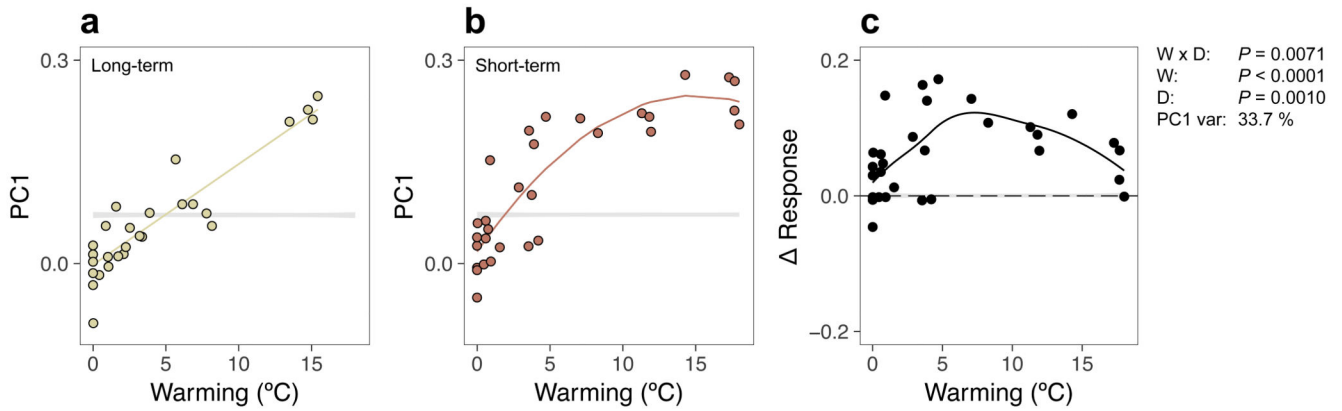 a
Long-term
0.3
0.0
PC1
0
5
10
15
Warming (ºC)
b
Short-term
0.3
0.0
PC1
0
5
10
15
Warming (ºC)
c
0.2
0.0
−0.2
Δ Response
0
5
10
15
Warming (ºC)
W x D: P = 0.0071
W: P < 0.0001
D: P = 0.0010
PC1 var: 33.7 %